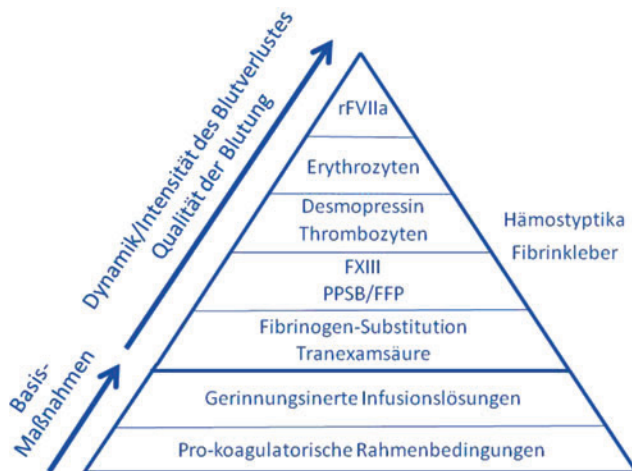 Dynamik/Intensität des Blutverlustes
Qualität der Blutung
Basis-
Maßnahmen
rFVIIa
Erythrozyten
Desmopressin
Thrombozyten
FXIII
PPSB/FFP
Fibrinogen-Substitution
Tranexamsäure
Gerinnungsinerte Infusionslösungen
Pro-koagulatorische Rahmenbedingungen
Hämostyptika
Fibrinkleber